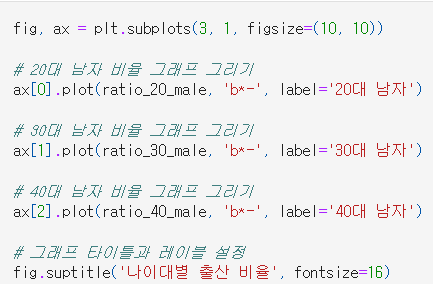 fig, ax = plt.subplots(3, 1, figsize=(10, 10))
# 20대 남자 비율 그래프 그리기
ax[0].plot(ratio_20_male, 'b*-', label='20대 남자')
# 30대 남자 비율 그래프 그리기
ax[1].plot(ratio_30_male, 'b*-', label='30대 남자')
# 40대 남자 비율 그래프 그리기
ax[2].plot(ratio_40_male, 'b*-', label='40대 남자')
# 그래프 타이틀과 레이블 설정
fig.suptitle('나이대별 출산 비율', fontsize=16)